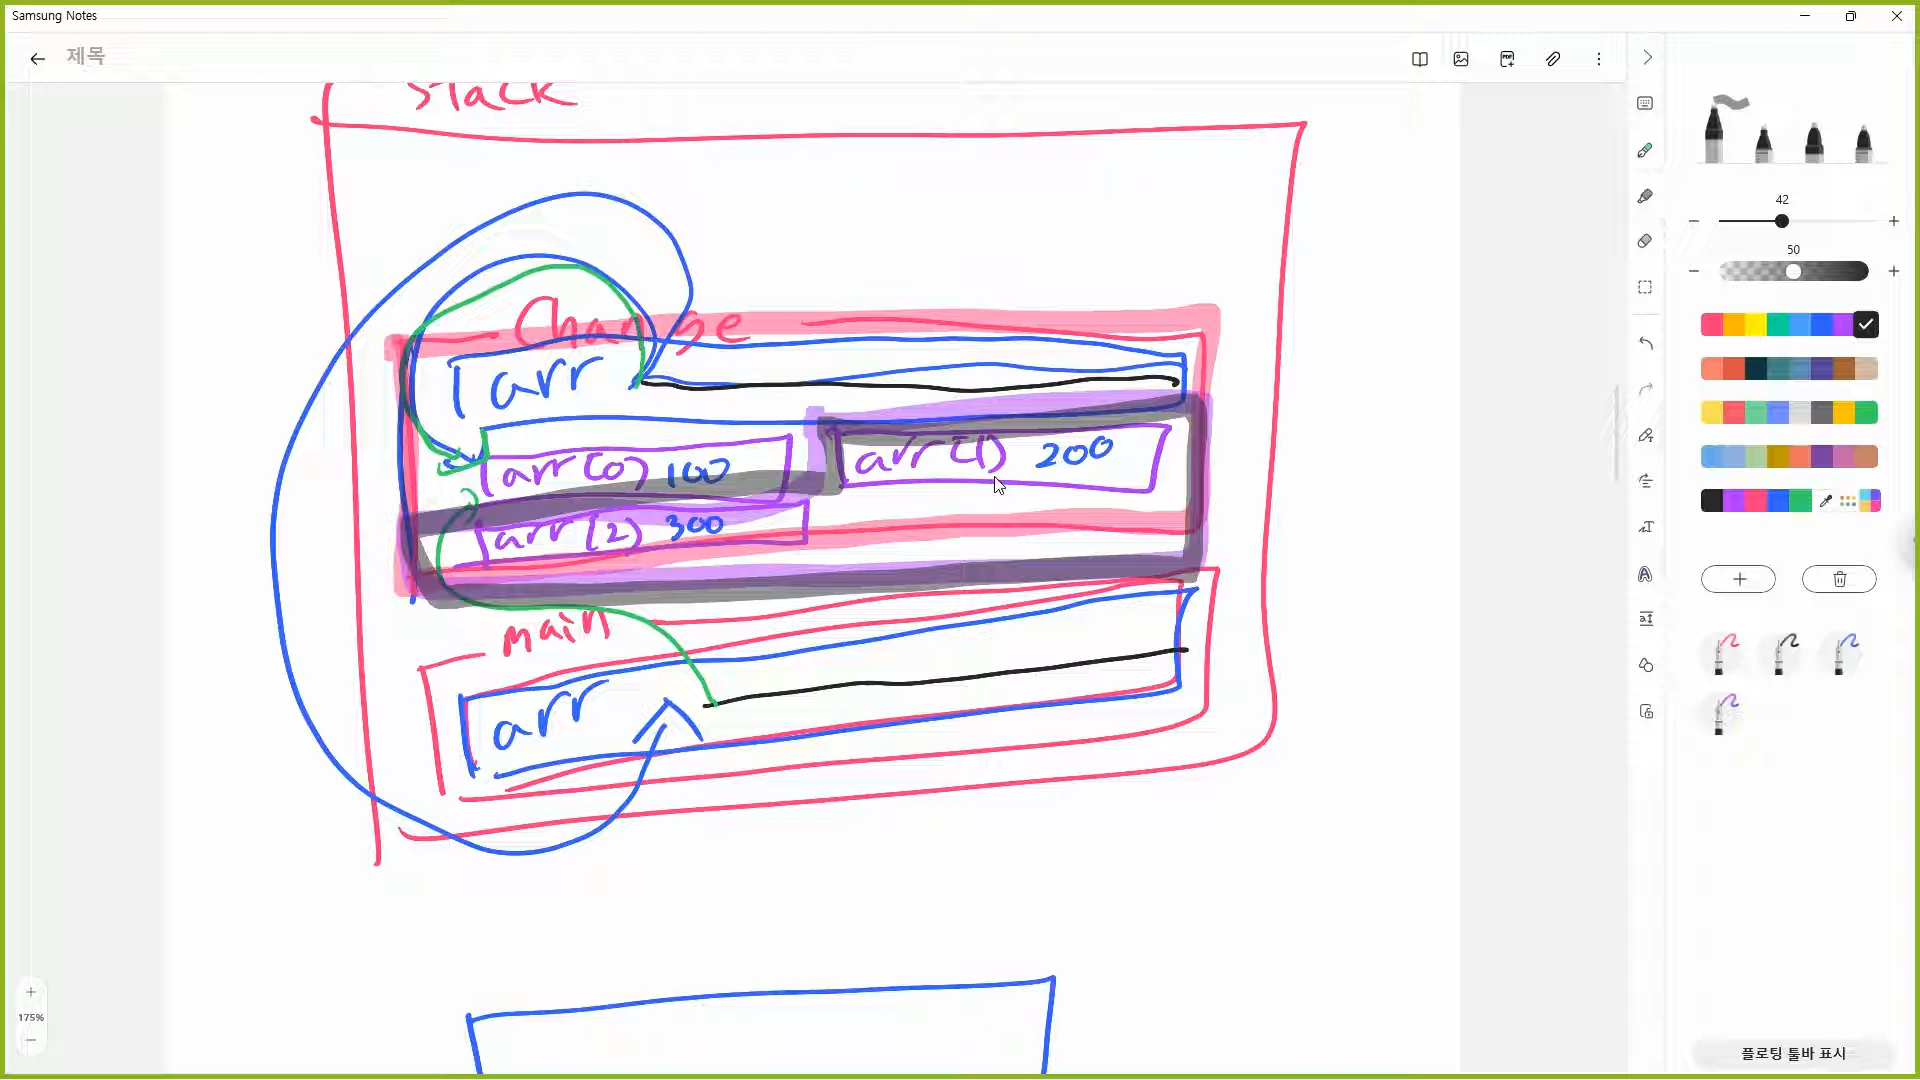 Samsung Notes
제목
Stack
42
50
Change
arr
arr(0) 100
arr(1) 200
arr(2) 300
main
arr
175%
플로팅 툴바 표시